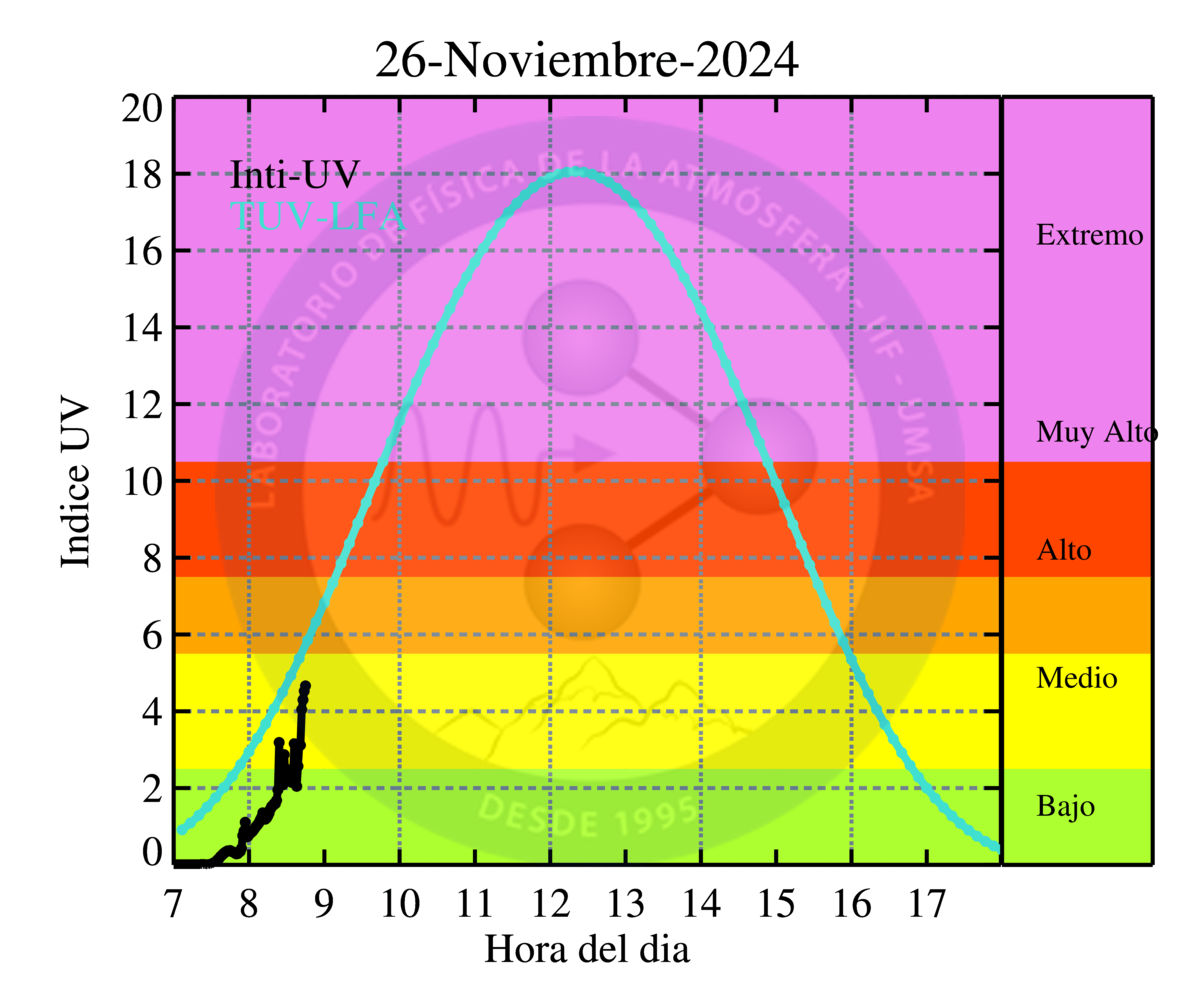 26-Noviembre-2024
Inti-UV
TUV-LFA
LABORATORIO DE FÍSICA DE LA ATMÓSFERA - IIF - UMSA
DESDE 1995
Indice UV
20
18
16
14
12
10
8
6
4
2
0
Extremo
Muy Alto
Alto
Medio
Bajo
7 8 9 10 11 12 13 14 15 16 17
Hora del dia